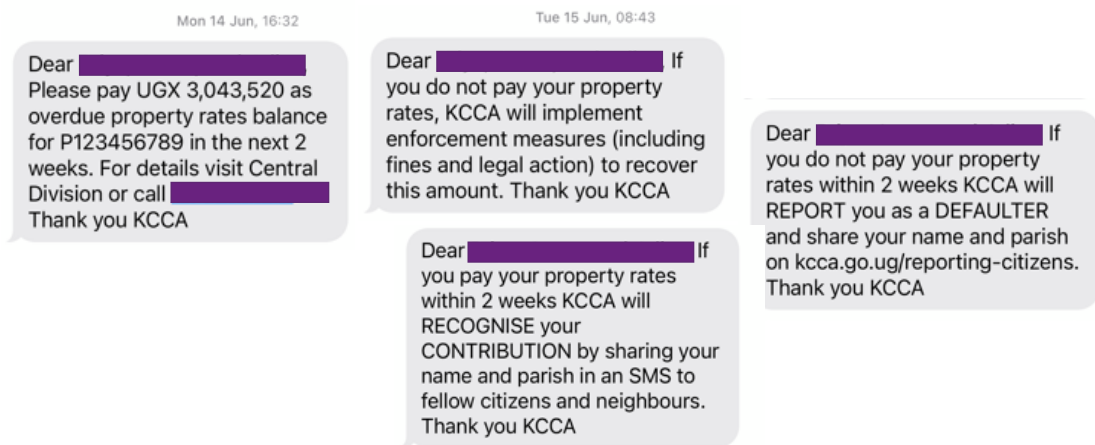 Mon 14 Jun, 16:32
Dear
Please pay UGX 3,043,520 as
overdue property rates balance
for P123456789 in the next 2
weeks. For details visit Central
Division or call
Thank you KCCA
Tue 15 Jun, 08:43
Dear , If
you do not pay your property
rates, KCCA will implement
enforcement measures (including
fines and legal action) to recover
this amount. Thank you KCCA
Dear If
you pay your property rates
within 2 weeks KCCA will
RECOGNISE your
CONTRIBUTION by sharing your
name and parish in an SMS to
fellow citizens and neighbours.
Thank you KCCA
Dear If
you do not pay your property
rates within 2 weeks KCCA will
REPORT you as a DEFAULTER
and share your name and parish
on kcca.go.ug/reporting-citizens.
Thank you KCCA